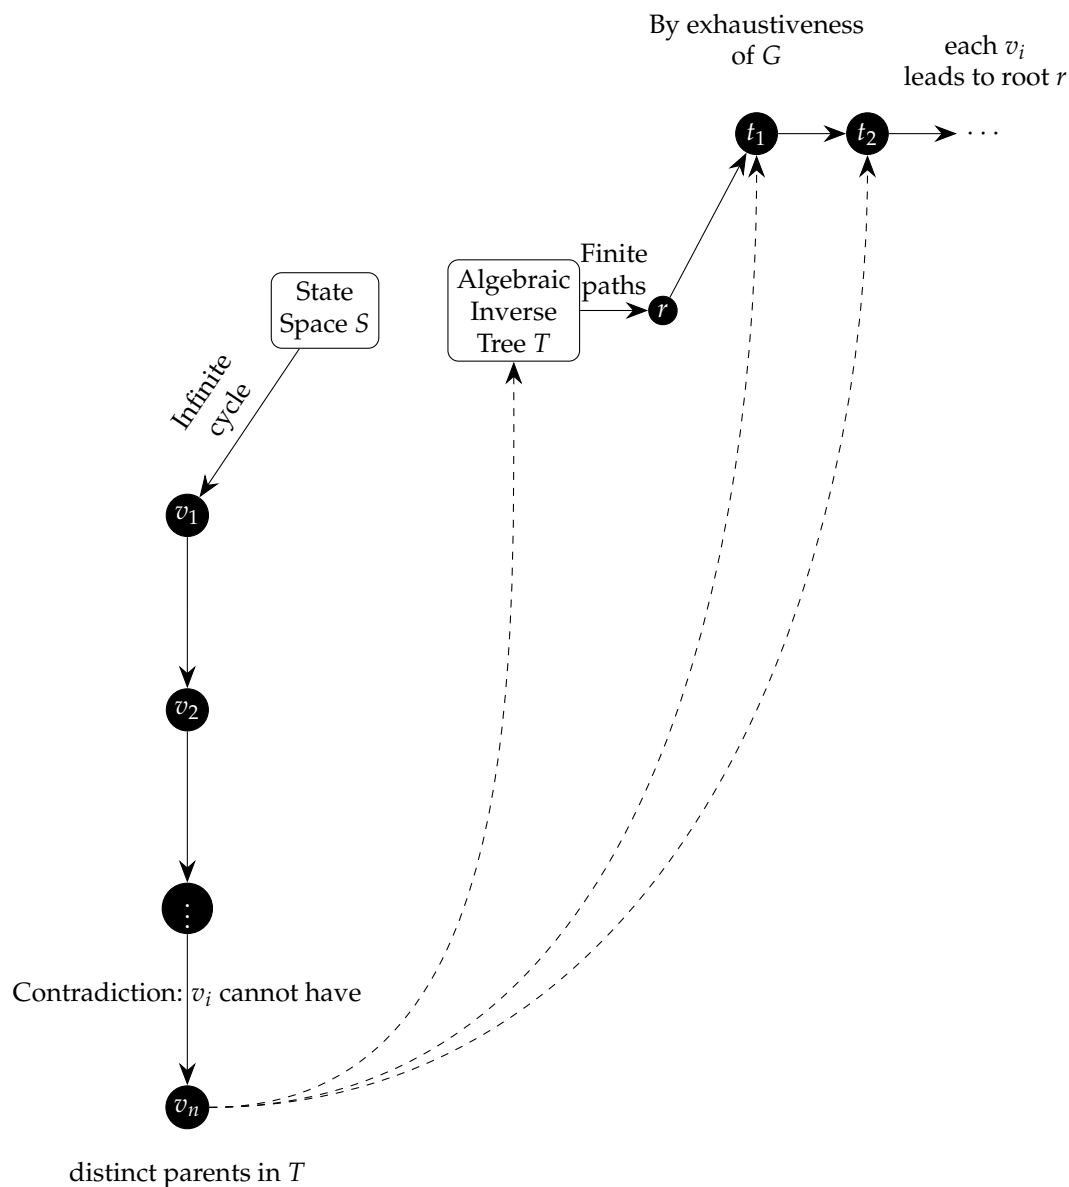 By exhaustiveness
of G
each v_i
leads to root r
t_1
t_2
...
Finite
paths
r
Algebraic
Inverse
Tree T
State
Space S
Infinite
cycle
v_1
v_2
⋮
Contradiction: v_i cannot have
v_n
distinct parents in T